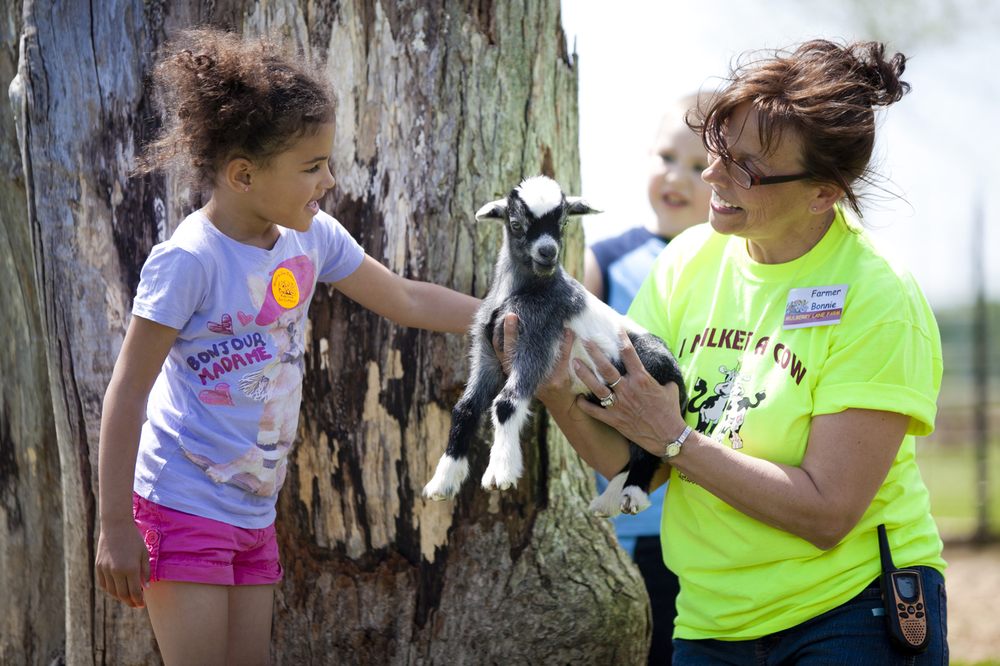 BONJOUR
MADAME
Farmer
Bonnie
MULBERRY LANE FARM
I MILKED A COW